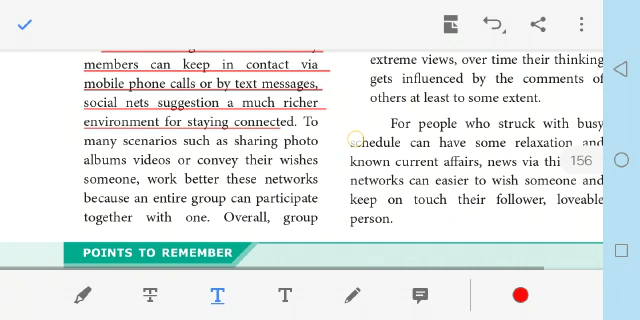 members can keep in contact via
mobile phone calls or by text messages,
social nets suggestion a much richer
environment for staying connected. To
many scenarios such as sharing photo
albums videos or convey their wishes
someone, work better these networks
because an entire group can participate
together with one. Overall, group
extreme views, over time their thinking
gets influenced by the comments of
others at least to some extent.
For people who struck with busy
schedule can have some relaxation and
known current affairs, news via thi
networks can easier to wish someone and
keep on touch their follower, loveable
person.
156
POINTS TO REMEMBER